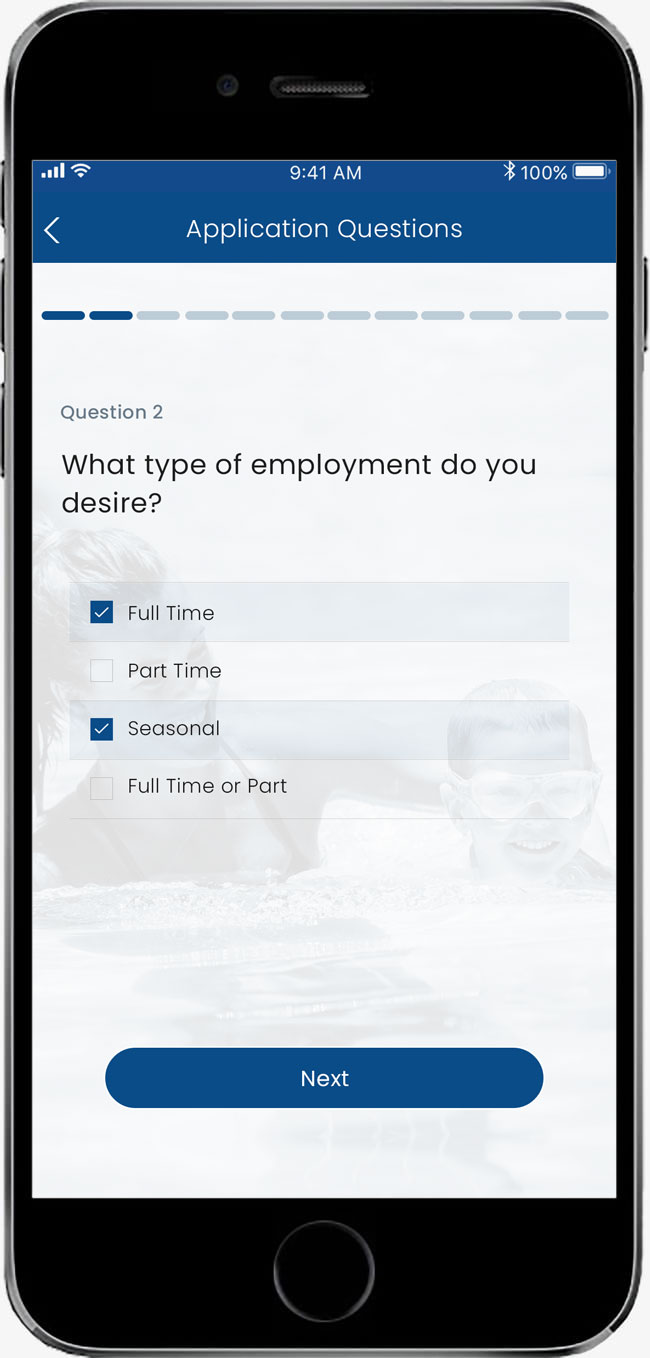 9:41 AM
100%
Application Questions
Question 2
What type of employment do you
desire?
Full Time
Part Time
Seasonal
Full Time or Part
Next